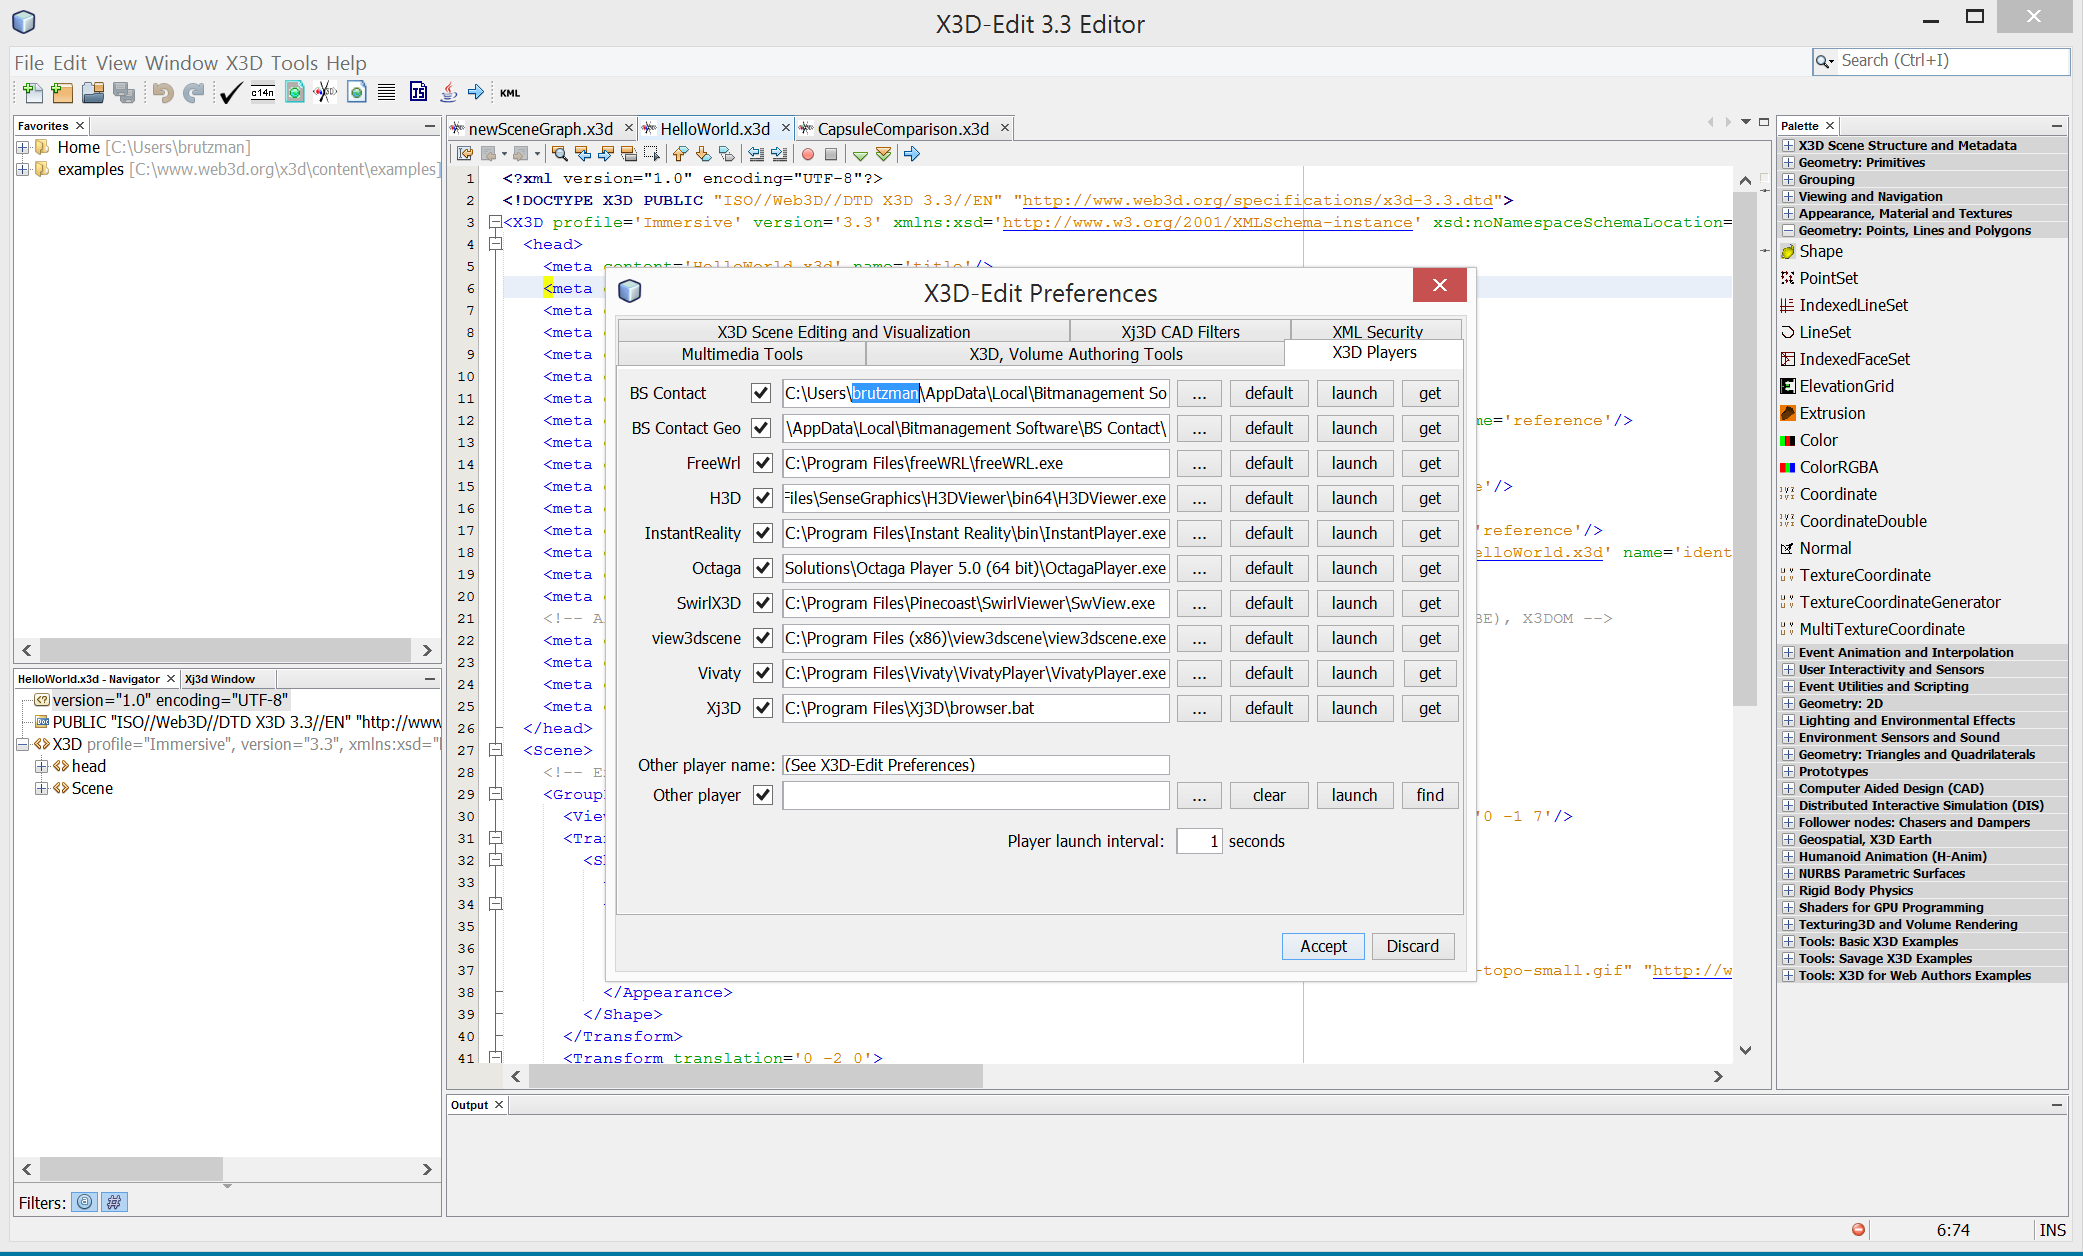 X3D-Edit 3.3 Editor
File Edit View Window X3D Tools Help
Search (Ctrl+I)
c14n
JS
KML
Favorites
Home [C:\Users\brutzman]
examples [C:\www.web3d.org\x3d\content\examples]
newSceneGraph.x3d
HelloWorld.x3d
CapsuleComparison.x3d
1 <?xml version="1.0" encoding="UTF-8"?>
2 <!DOCTYPE X3D PUBLIC "ISO//Web3D//DTD X3D 3.3//EN" "http://www.web3d.org/specifications/x3d-3.3.dtd">
3 <X3D profile='Immersive' version='3.3' xmlns:xsd='http://www.w3.org/2001/XMLSchema-instance' xsd:noNamespaceSchemaLocation=
4 <head>
5 <meta content='HelloWorld.x3d' name='title'/>
6 <meta
7 <meta
8 <meta
9 <meta
10 <meta
11 <meta
12 <meta me='reference'/>
13 <meta
14 <meta
15 <meta '/>
16 <meta
17 <meta 'reference'/>
18 <meta elloWorld.x3d' name='ident
19 <meta
20 <meta
21 <!-- A BE), X3DOM -->
22 <meta
23 <meta
24 <meta
25 <meta
26 </head>
27 <Scene>
28 <!-- E
29 <Group
30 <View '0 -1 7'/>
31 <Tra
32 <S
33
34
35
36
37 -topo-small.gif" "http://w
38 </Appearance>
39 </Shape>
40 </Transform>
41 <Transform translation='0 -2 0'>
X3D-Edit Preferences
X3D Scene Editing and Visualization
Xj3D CAD Filters
XML Security
Multimedia Tools
X3D, Volume Authoring Tools
X3D Players
BS Contact C:\Users\brutzman\AppData\Local\Bitmanagement So ... default launch get
BS Contact Geo \AppData\Local\Bitmanagement Software\BS Contact\ ... default launch get
FreeWrl C:\Program Files\freeWRL\freeWRL.exe ... default launch get
H3D Files\SenseGraphics\H3DViewer\bin64\H3DViewer.exe ... default launch get
InstantReality C:\Program Files\Instant Reality\bin\InstantPlayer.exe ... default launch get
Octaga Solutions\Octaga Player 5.0 (64 bit)\OctagaPlayer.exe ... default launch get
SwirlX3D C:\Program Files\Pinecoast\SwirlViewer\SwView.exe ... default launch get
view3dscene C:\Program Files (x86)\view3dscene\view3dscene.exe ... default launch get
Vivaty C:\Program Files\Vivaty\VivatyPlayer\VivatyPlayer.exe ... default launch get
Xj3D C:\Program Files\Xj3D\browser.bat ... default launch get
Other player name: (See X3D-Edit Preferences)
Other player ... clear launch find
Player launch interval: 1 seconds
Accept
Discard
Palette
X3D Scene Structure and Metadata
Geometry: Primitives
Grouping
Viewing and Navigation
Appearance, Material and Textures
Geometry: Points, Lines and Polygons
Shape
PointSet
IndexedLineSet
LineSet
IndexedFaceSet
ElevationGrid
Extrusion
Color
ColorRGBA
Coordinate
CoordinateDouble
Normal
TextureCoordinate
TextureCoordinateGenerator
MultiTextureCoordinate
Event Animation and Interpolation
User Interactivity and Sensors
Event Utilities and Scripting
Geometry: 2D
Lighting and Environmental Effects
Environment Sensors and Sound
Geometry: Triangles and Quadrilaterals
Prototypes
Computer Aided Design (CAD)
Distributed Interactive Simulation (DIS)
Follower nodes: Chasers and Dampers
Geospatial, X3D Earth
Humanoid Animation (H-Anim)
NURBS Parametric Surfaces
Rigid Body Physics
Shaders for GPU Programming
Texturing3D and Volume Rendering
Tools: Basic X3D Examples
Tools: Savage X3D Examples
Tools: X3D for Web Authors Examples
HelloWorld.x3d - Navigator
Xj3d Window
version="1.0" encoding="UTF-8"
PUBLIC "ISO//Web3D//DTD X3D 3.3//EN" "http://www
X3D profile="Immersive", version="3.3", xmlns:xsd="
head
Scene
Filters:
Output
6:74
INS